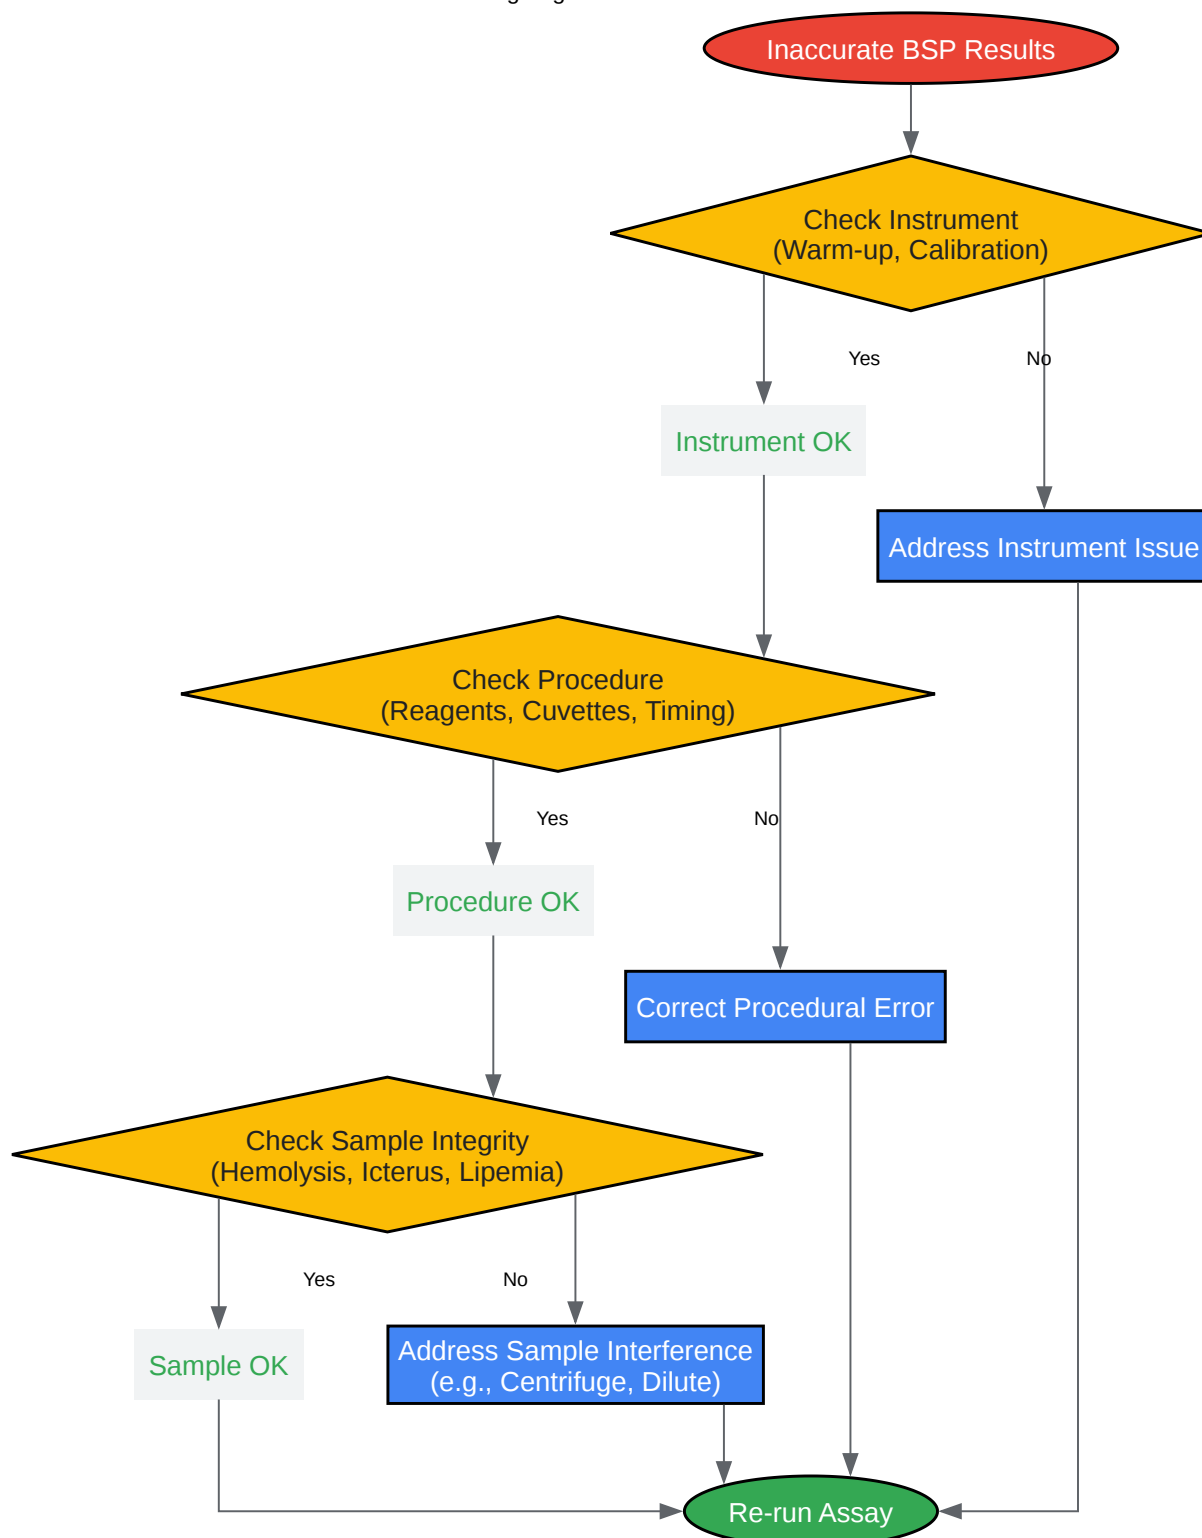 Inaccurate BSP Results
Check Instrument
(Warm-up, Calibration)
Yes
No
Instrument OK
Address Instrument Issue
Check Procedure
(Reagents, Cuvettes, Timing)
Yes
No
Procedure OK
Correct Procedural Error
Check Sample Integrity
(Hemolysis, Icterus, Lipemia)
Yes
No
Sample OK
Address Sample Interference
(e.g., Centrifuge, Dilute)
Re-run Assay